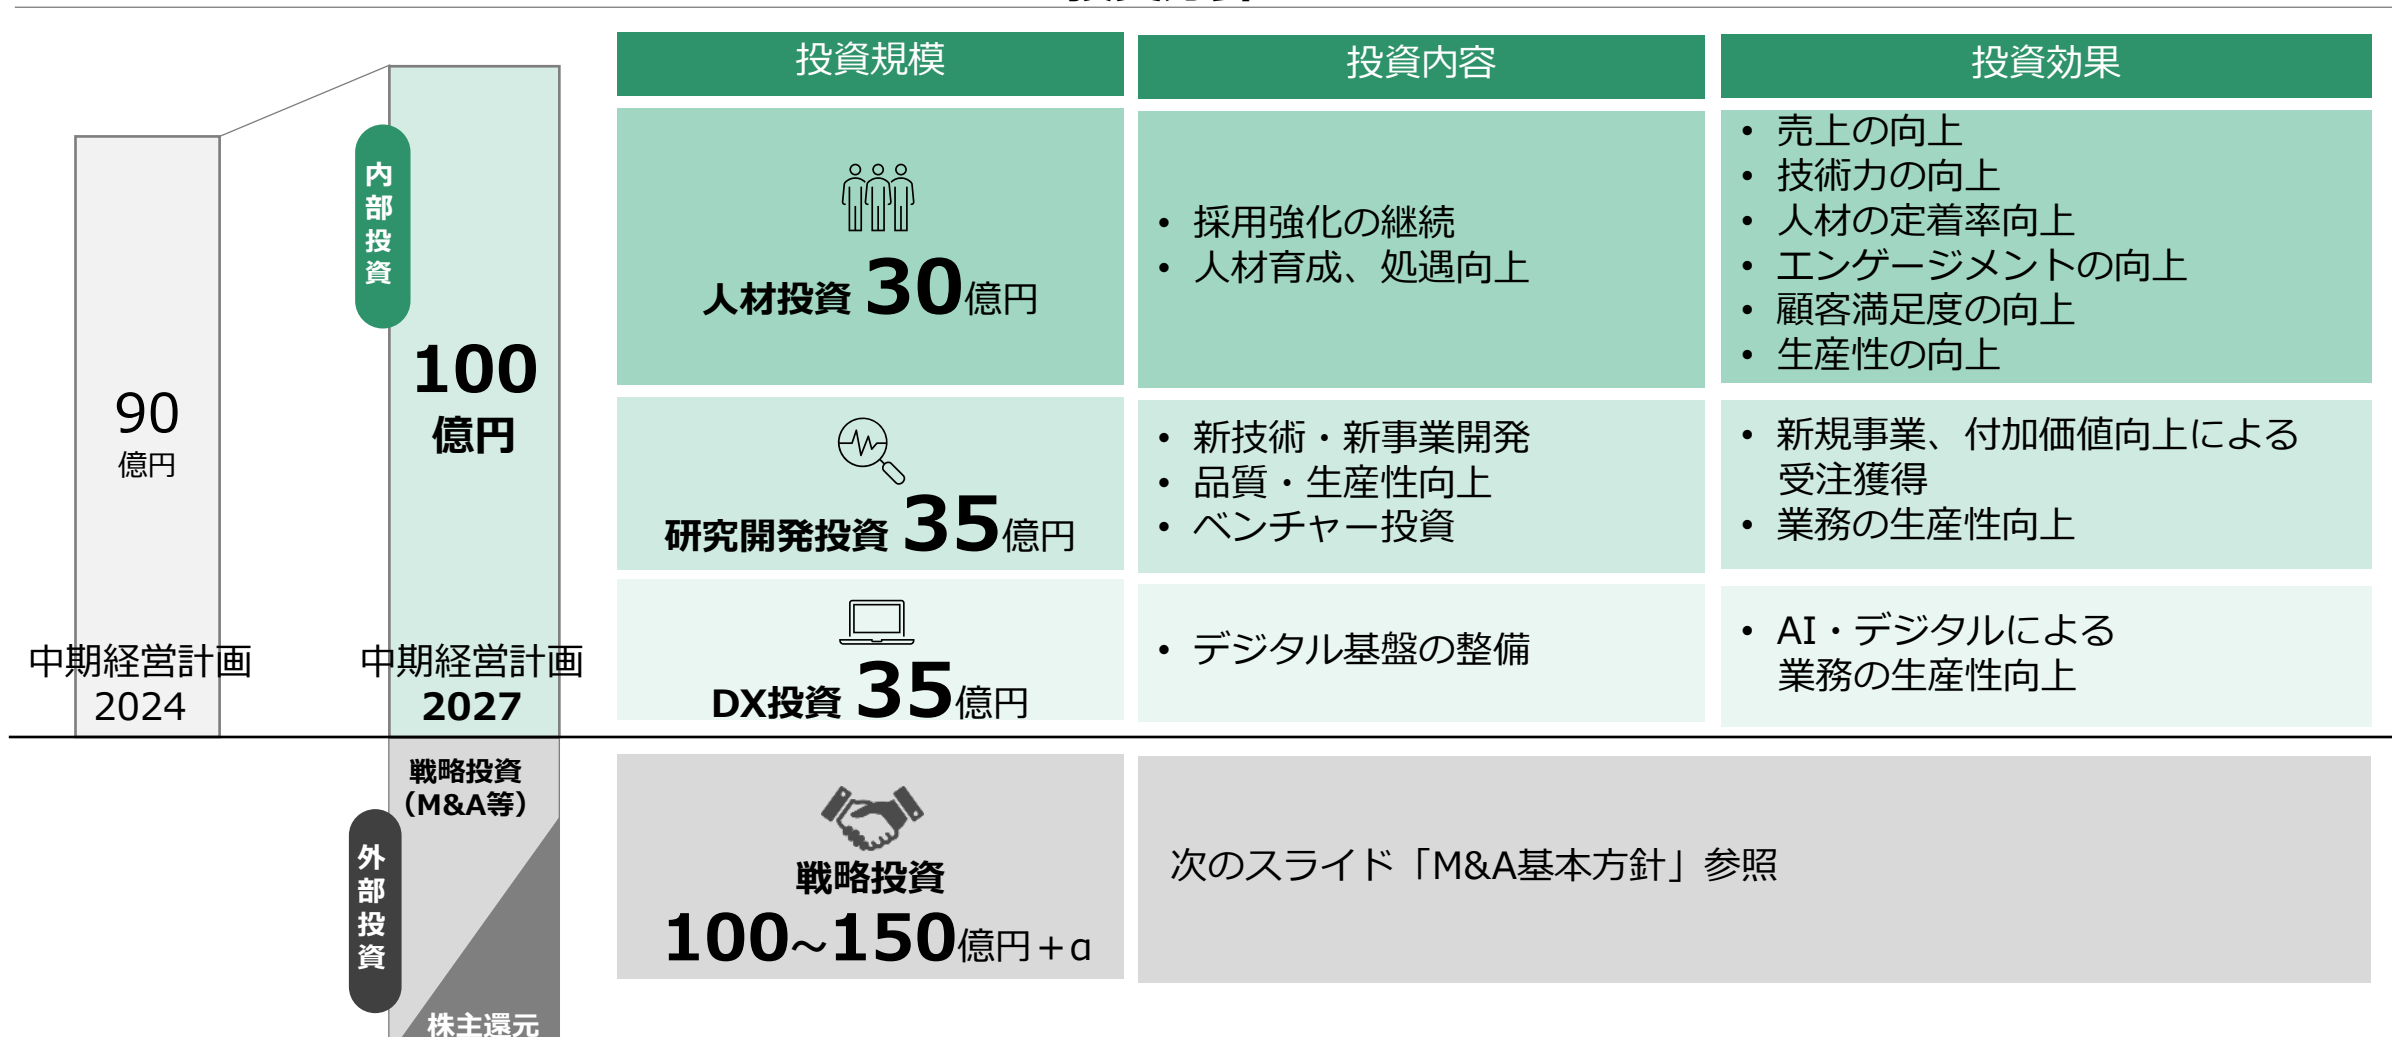 投資規模
投資内容
投資効果
内部投資
90
億円
中期経営計画
2024
100
億円
中期経営計画
2027
人材投資 30億円
• 採用強化の継続
• 人材育成、処遇向上
• 売上の向上
• 技術力の向上
• 人材の定着率向上
• エンゲージメントの向上
• 顧客満足度の向上
• 生産性の向上
研究開発投資 35億円
• 新技術・新事業開発
• 品質・生産性向上
• ベンチャー投資
• 新規事業、付加価値向上による
受注獲得
• 業務の生産性向上
DX投資 35億円
• デジタル基盤の整備
• AI・デジタルによる
業務の生産性向上
戦略投資
（M&A等）
外部投資
株主還元
戦略投資
100～150億円＋α
次のスライド「M&A基本方針」参照